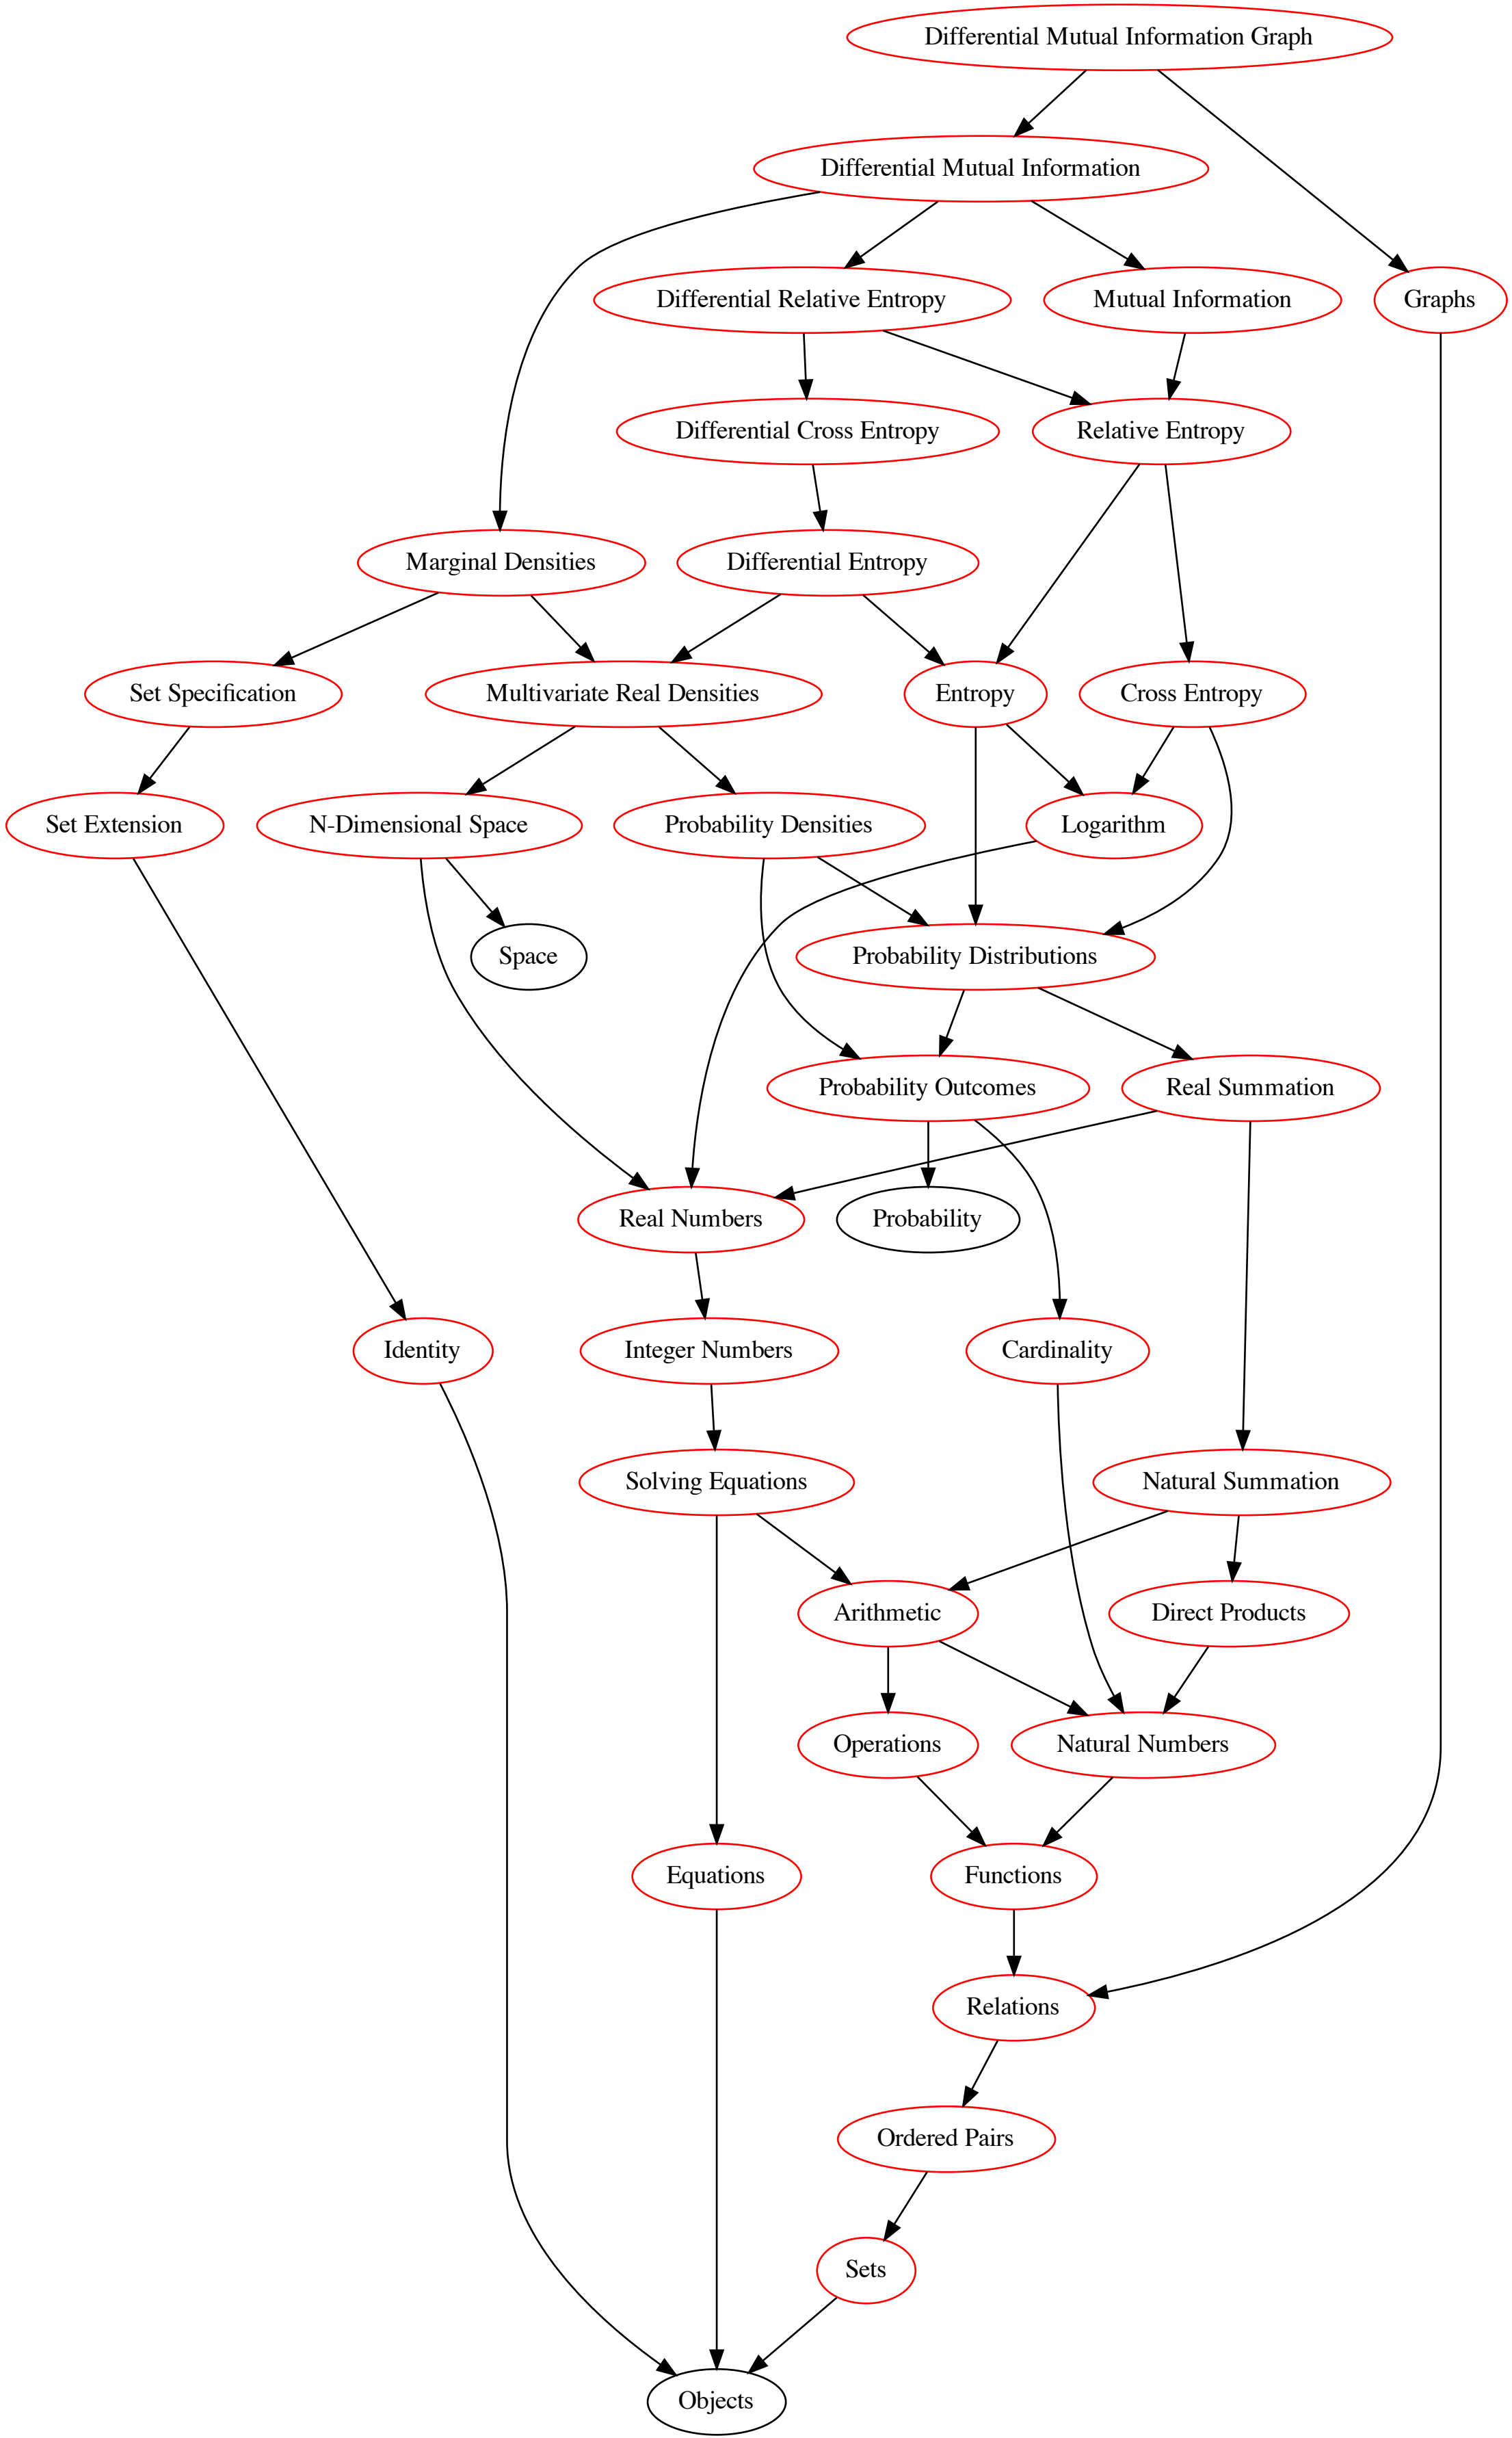 Differential Mutual Information Graph
Differential Mutual Information
Differential Relative Entropy
Mutual Information
Graphs
Differential Cross Entropy
Relative Entropy
Marginal Densities
Differential Entropy
Set Specification
Multivariate Real Densities
Entropy
Cross Entropy
Set Extension
N-Dimensional Space
Probability Densities
Logarithm
Space
Probability Distributions
Probability Outcomes
Real Summation
Real Numbers
Probability
Identity
Integer Numbers
Cardinality
Solving Equations
Natural Summation
Arithmetic
Direct Products
Operations
Natural Numbers
Equations
Functions
Relations
Ordered Pairs
Sets
Objects